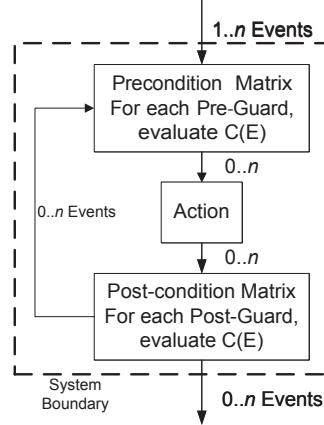 1..n Events
Precondition Matrix
For each Pre-Guard,
evaluate C(E)
0..n
0..n Events
Action
0..n
Post-condition Matrix
For each Post-Guard,
evaluate C(E)
System
Boundary
0..n Events